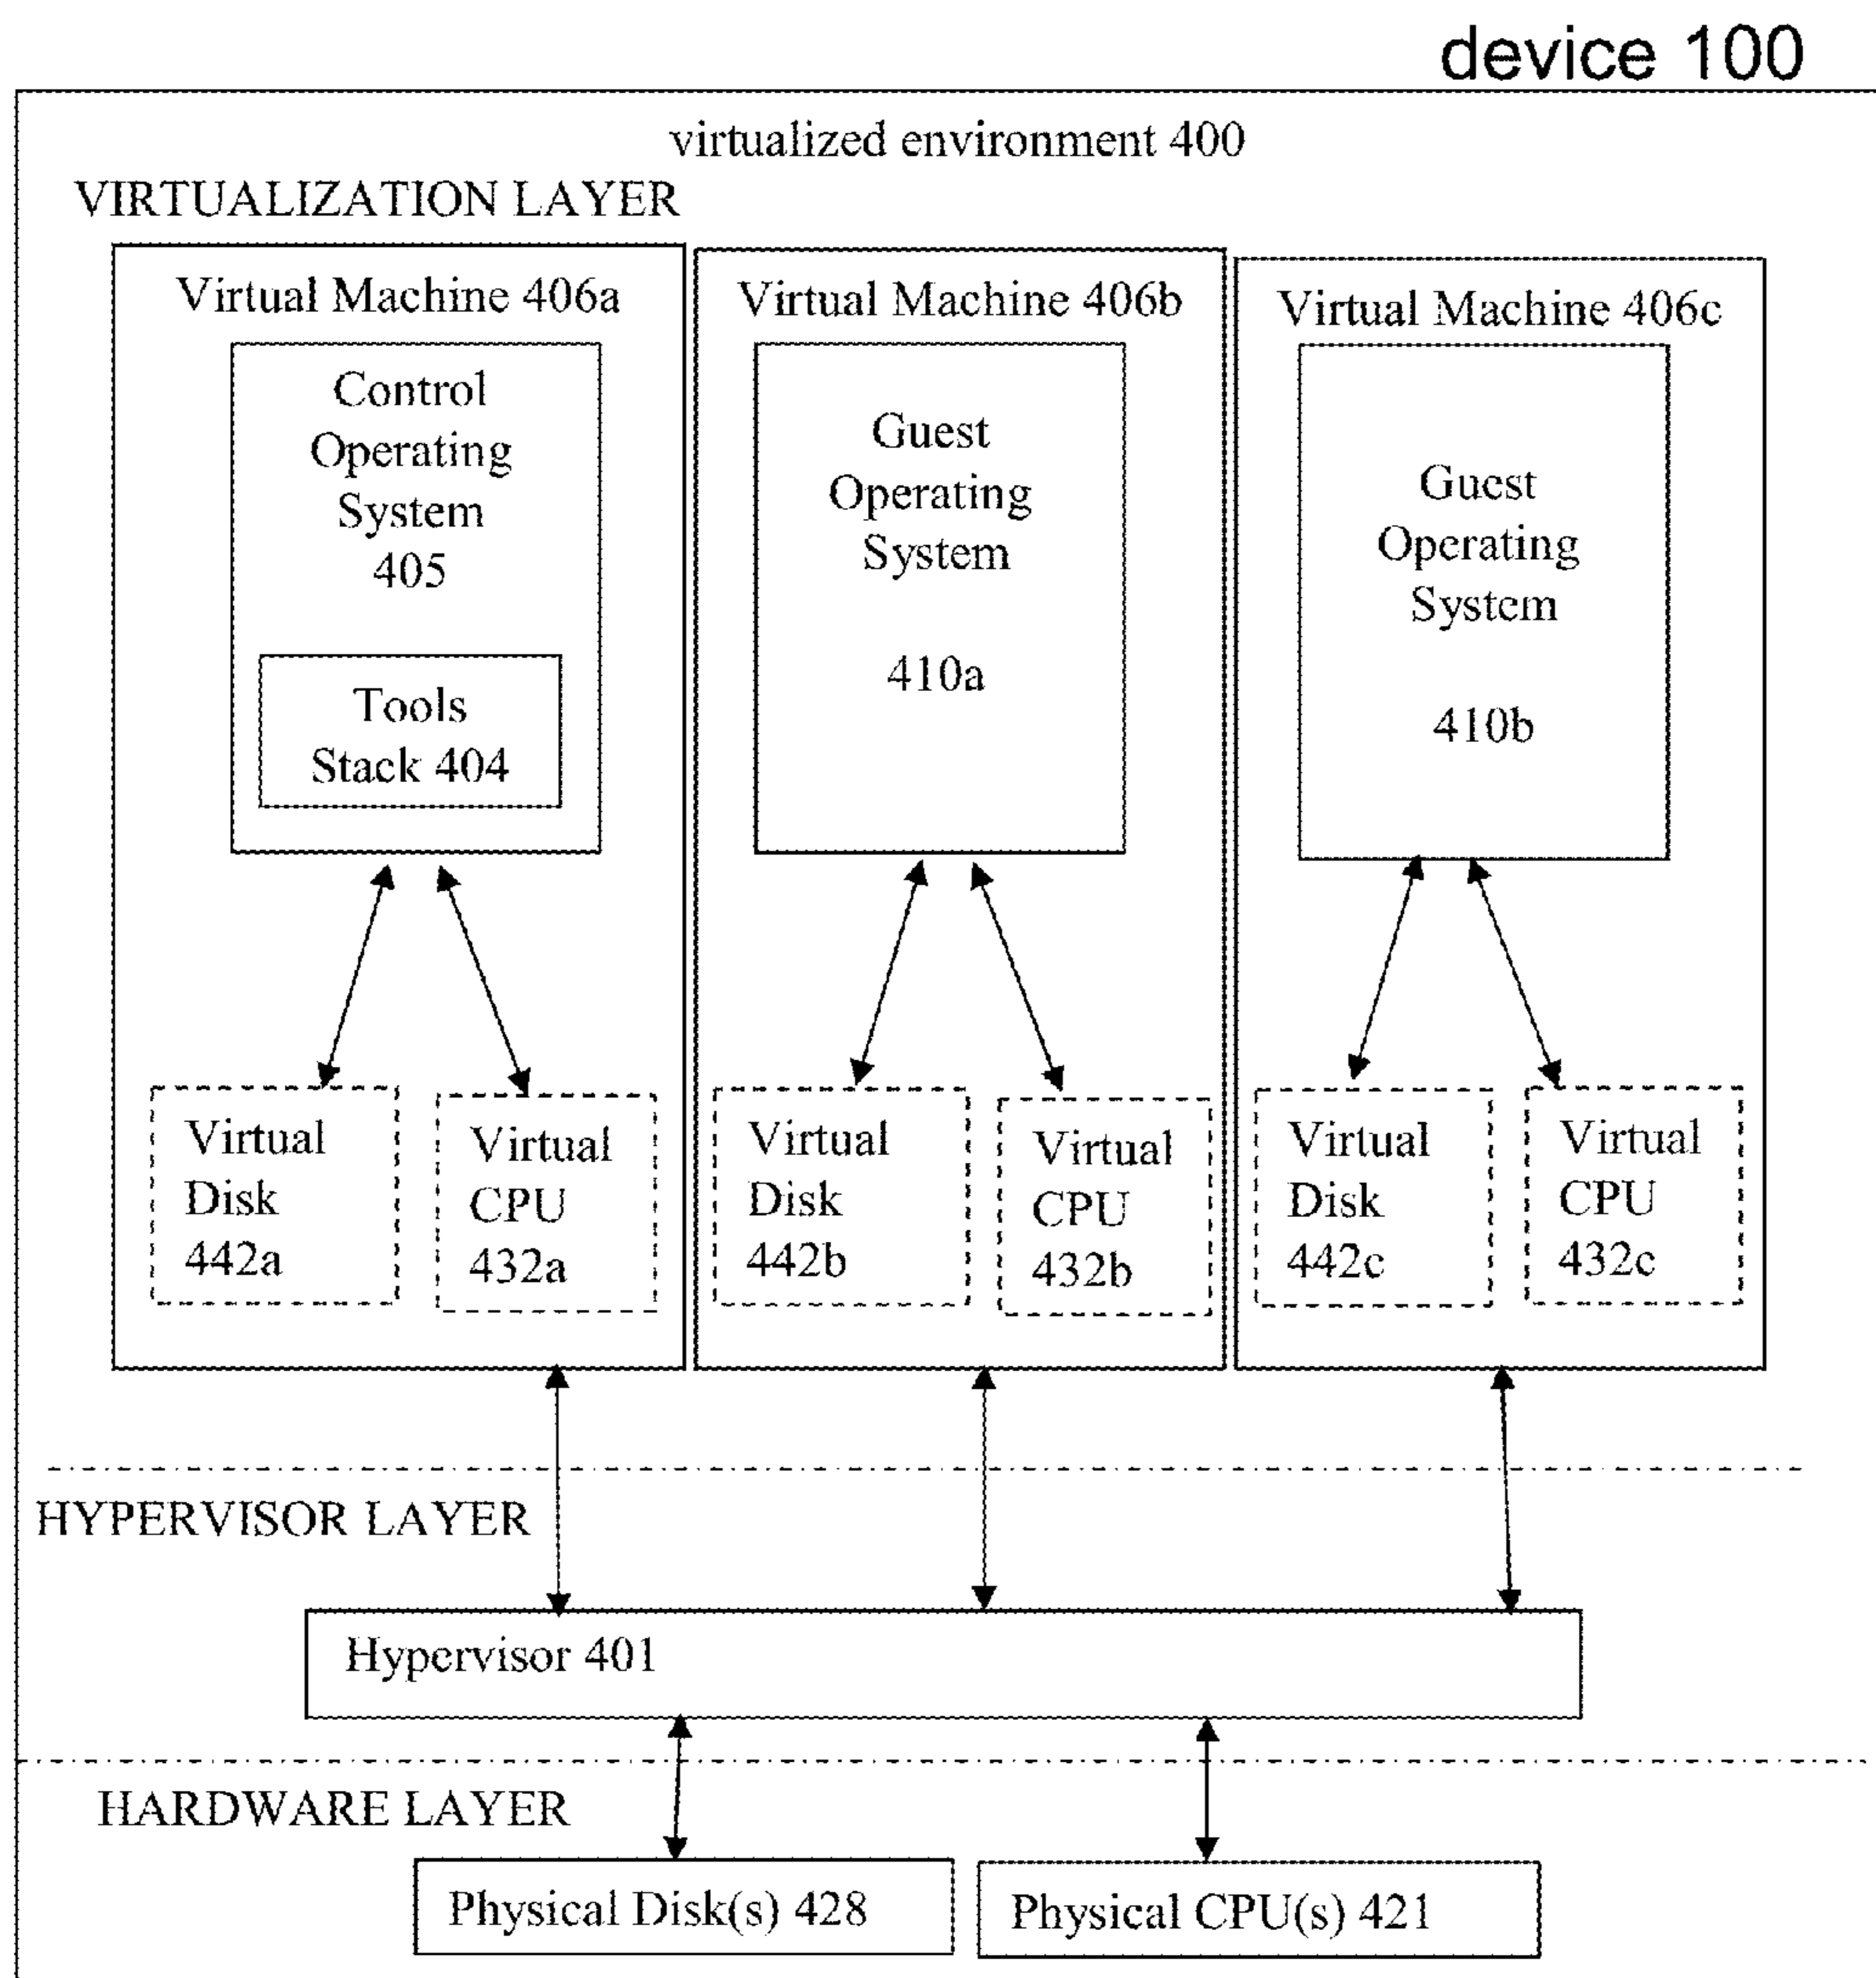 device 100
virtualized environment 400
VIRTUALIZATION LAYER
Virtual Machine 406a
Control
Operating
System
405
Tools
Stack 404
Virtual
Disk
442a
Virtual
CPU
432a
Virtual Machine 406b
Guest
Operating
System
410a
Virtual
Disk
442b
Virtual
CPU
432b
Virtual Machine 406c
Guest
Operating
System
410b
Virtual
Disk
442c
Virtual
CPU
432c
HYPERVISOR LAYER
Hypervisor 401
HARDWARE LAYER
Physical Disk(s) 428
Physical CPU(s) 421